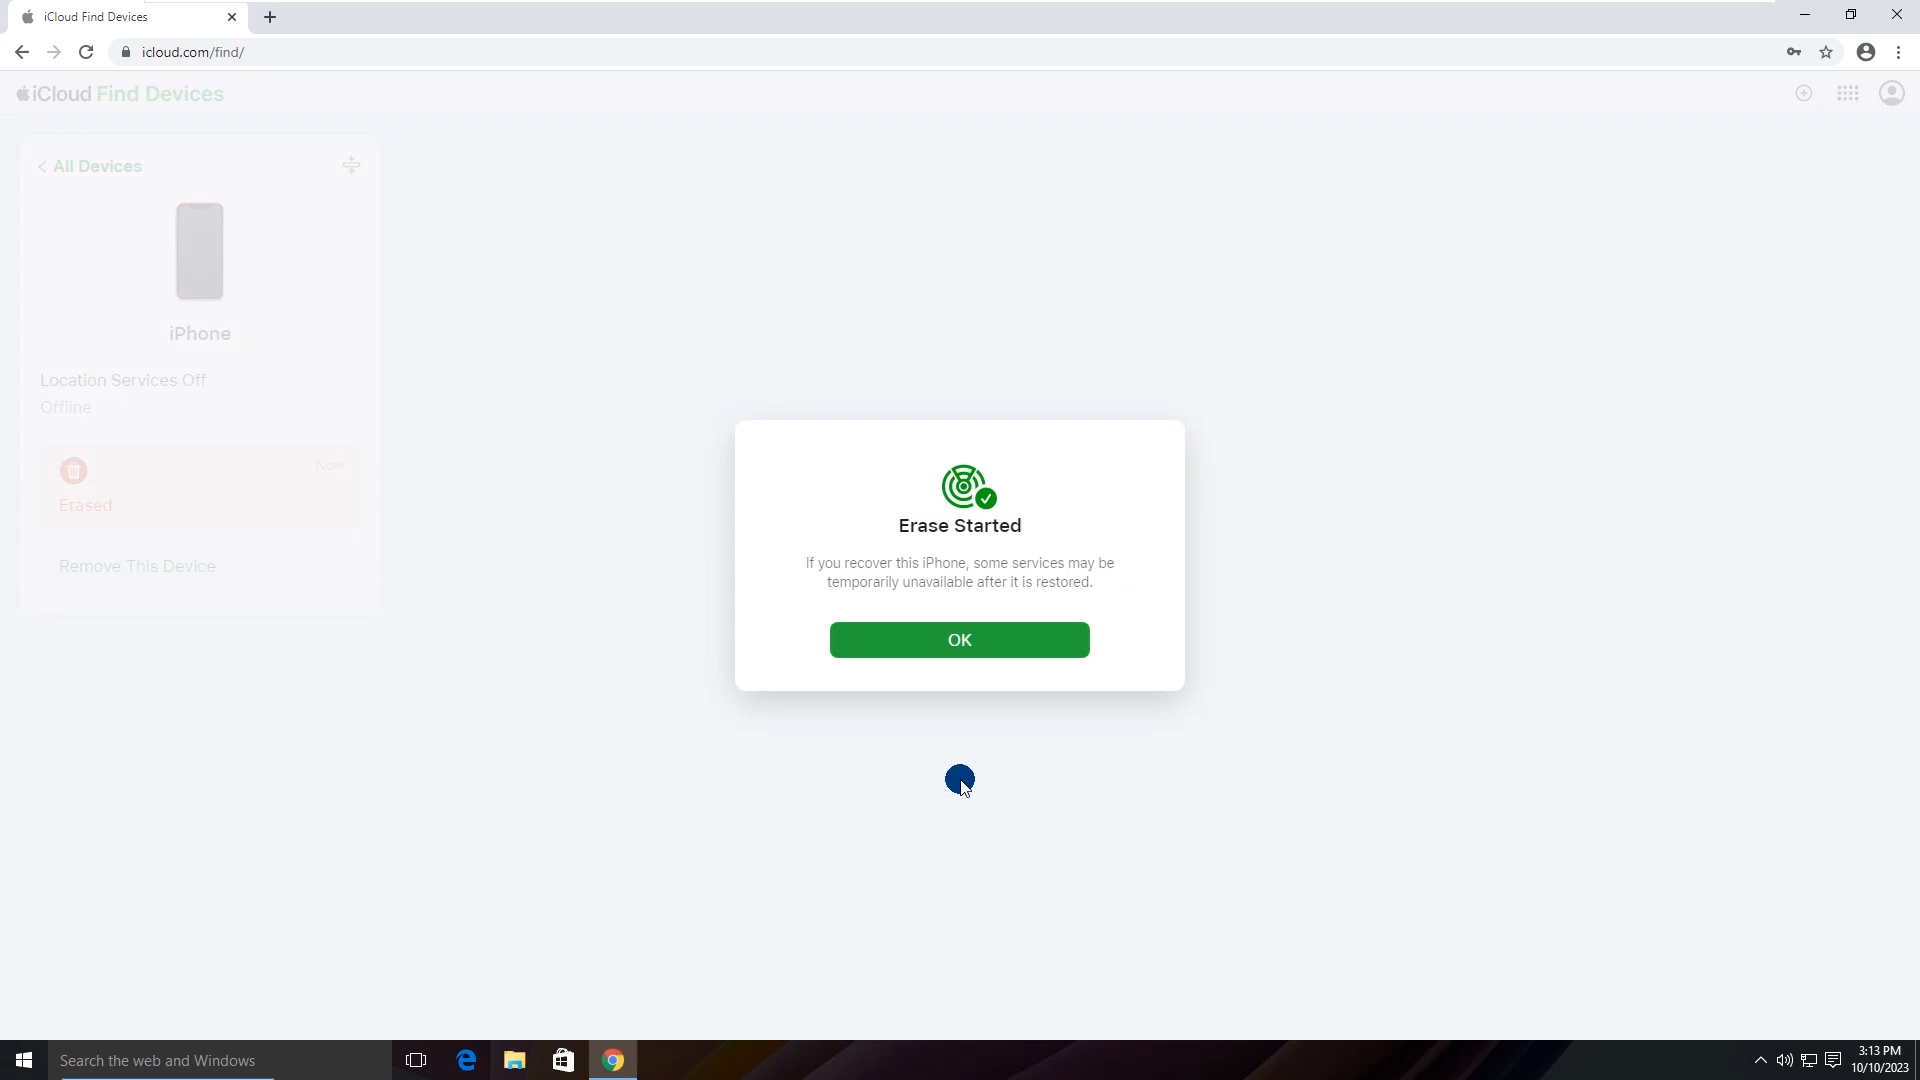 iCloud Find Devices
icloud.com/find/
iCloud Find Devices
All Devices
iPhone
Location Services Off
Offline
Now
Erased
Remove This Device
Erase Started
If you recover this iPhone, some services may be
temporarily unavailable after it is restored.
OK
Search the web and Windows
3:13 PM
10/10/2023